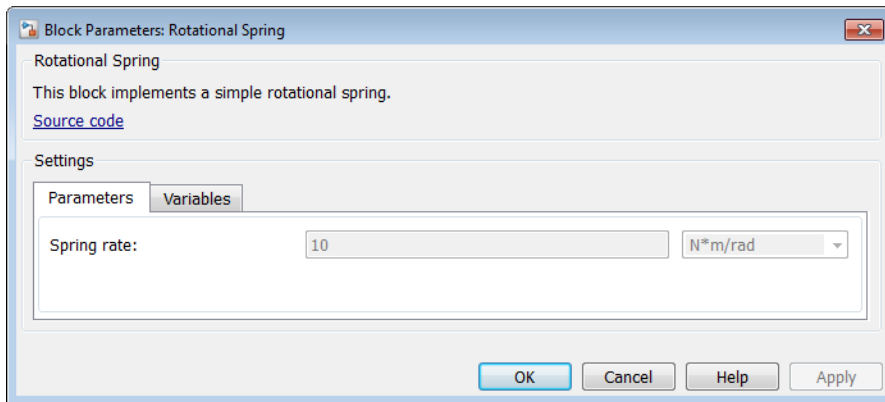 Block Parameters: Rotational Spring
Rotational Spring
This block implements a simple rotational spring.
Source code
Settings
Parameters Variables
Spring rate: 10 N*m/rad
OK Cancel Help Apply